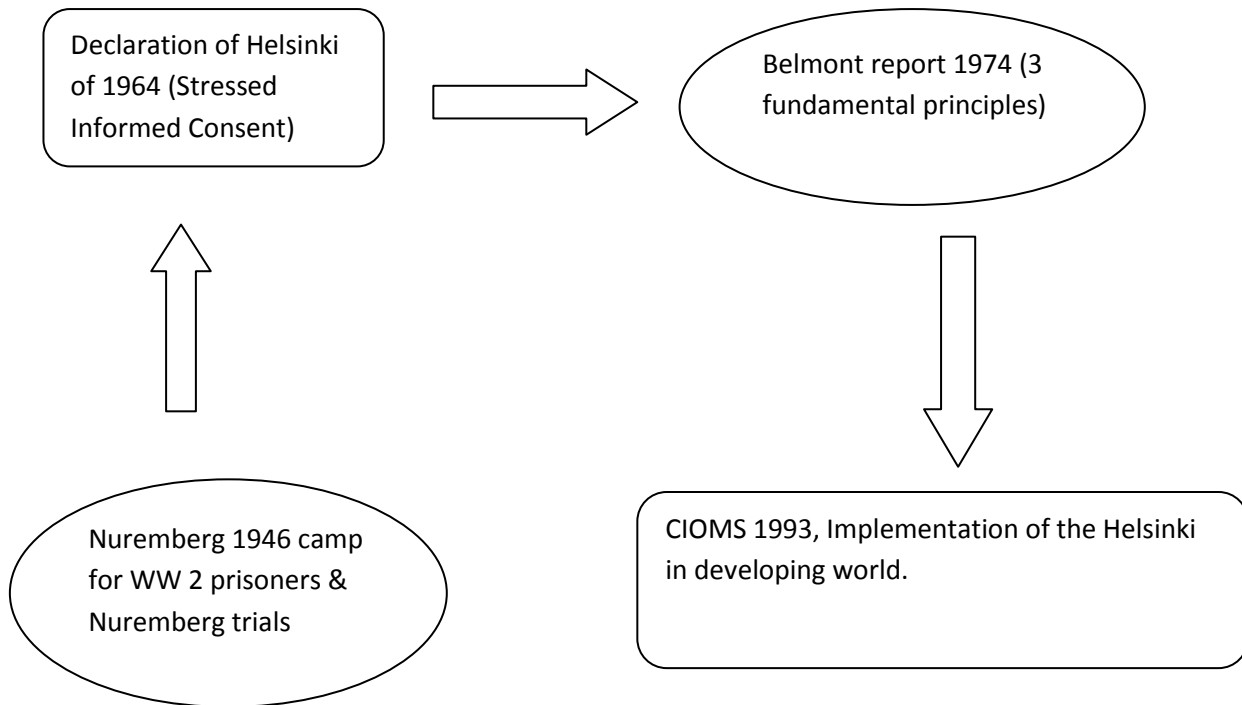 Declaration of Helsinki
of 1964 (Stressed
Informed Consent)
Belmont report 1974 (3
fundamental principles)
Nuremberg 1946 camp
for WW 2 prisoners &
Nuremberg trials
CIOMS 1993, Implementation of the Helsinki
in developing world.